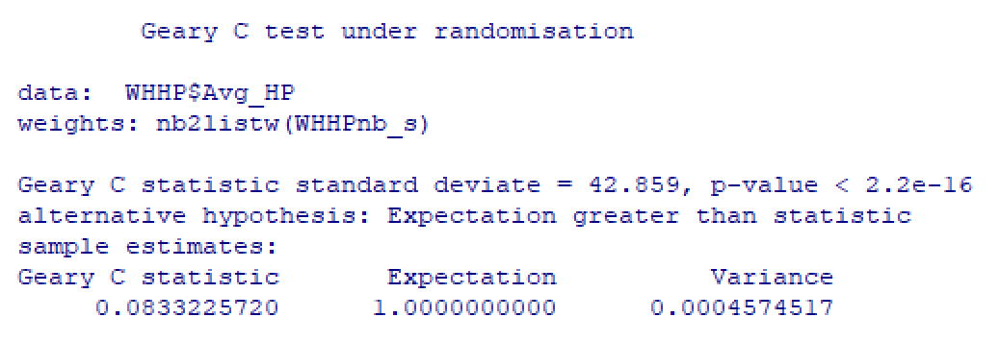 Geary C test under randomisation
data:  WHHP$Avg_HP
weights: nb2listw(WHHPnb_s)
Geary C statistic standard deviate = 42.859, p-value < 2.2e-16
alternative hypothesis: Expectation greater than statistic
sample estimates:
Geary C statistic       Expectation          Variance
0.0833225720      1.0000000000      0.0004574517